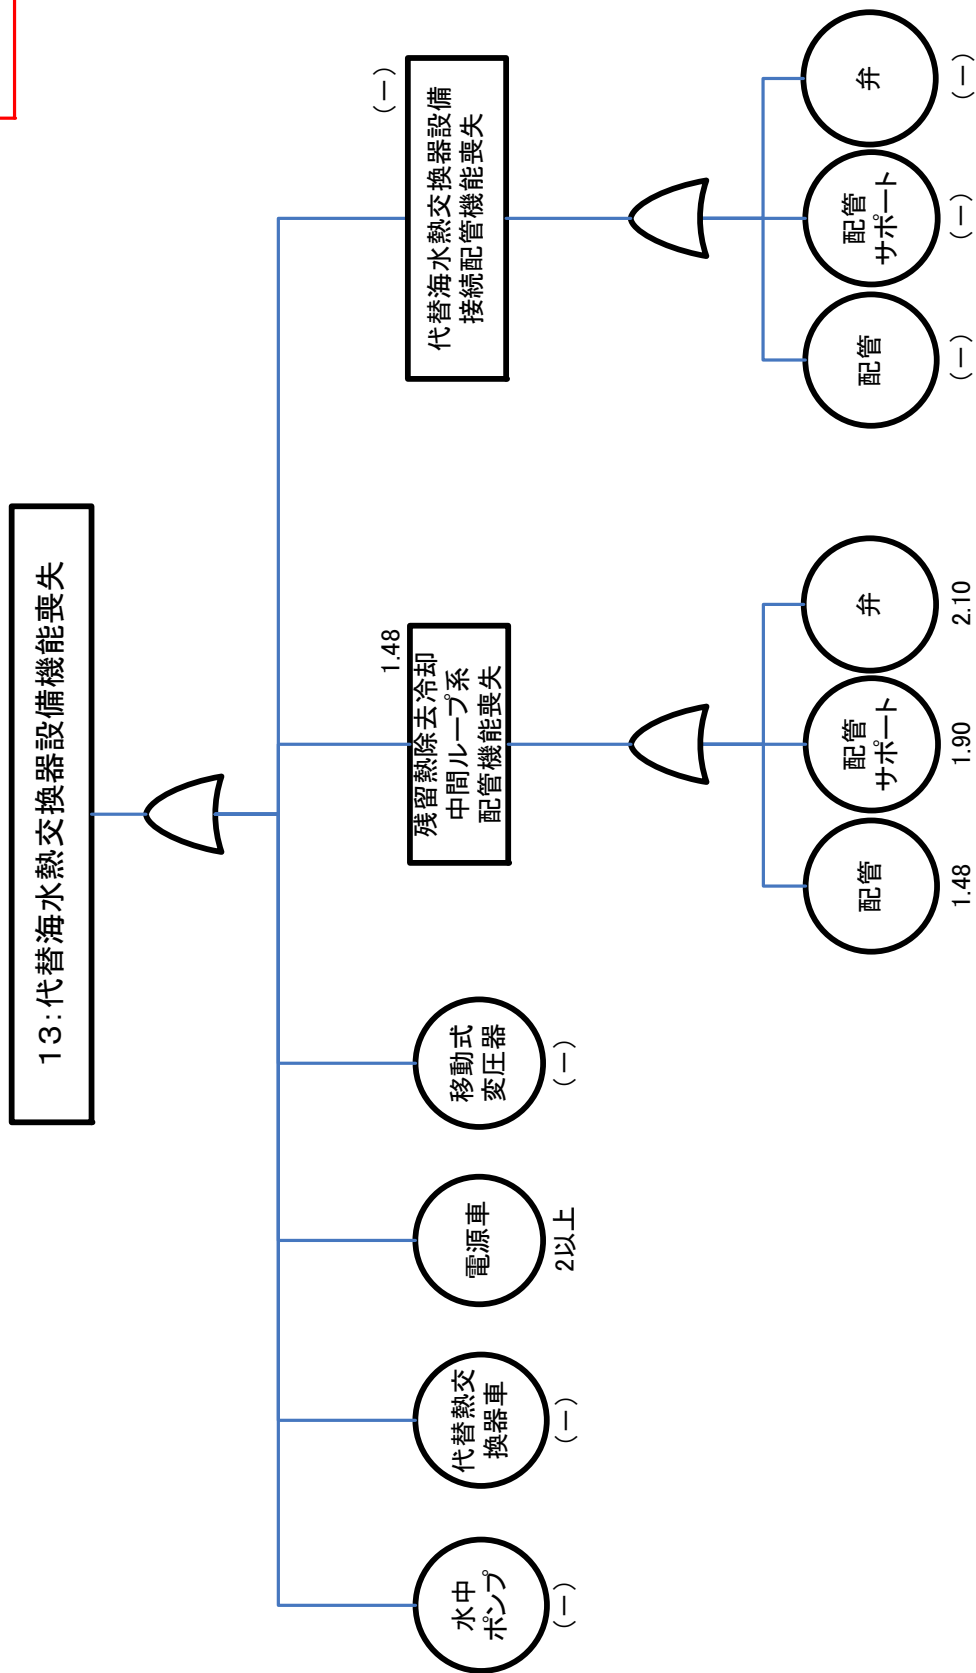 13:代替海水熱交換器設備機能喪失
水中
ポンプ
(－)
代替熱交
換器車
(－)
電源車
2以上
移動式
変圧器
(－)
1.48
残留熱除去冷却
中間ループ系
配管機能喪失
配管
1.48
配管
サポート
1.90
弁
2.10
(－)
代替海水熱交換器設備
接続配管機能喪失
配管
(－)
配管
サポート
(－)
弁
(－)